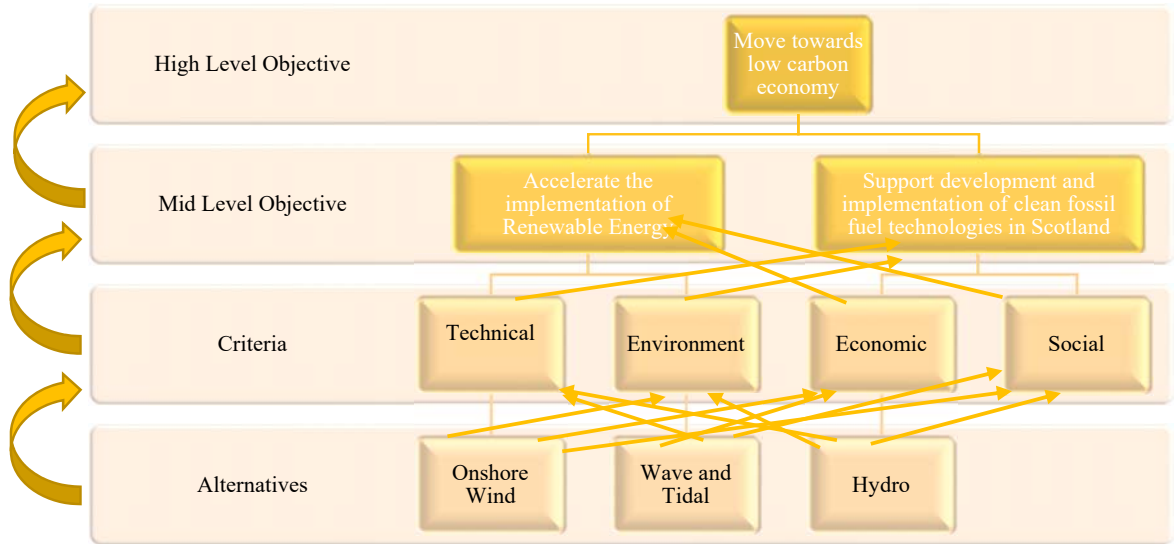 High Level Objective
Move towards
low carbon
economy
Mid Level Objective
Accelerate the
implementation of
Renewable Energy
Support development and
implementation of clean fossil
fuel technologies in Scotland
Criteria
Technical
Environment
Economic
Social
Alternatives
Onshore
Wind
Wave and
Tidal
Hydro